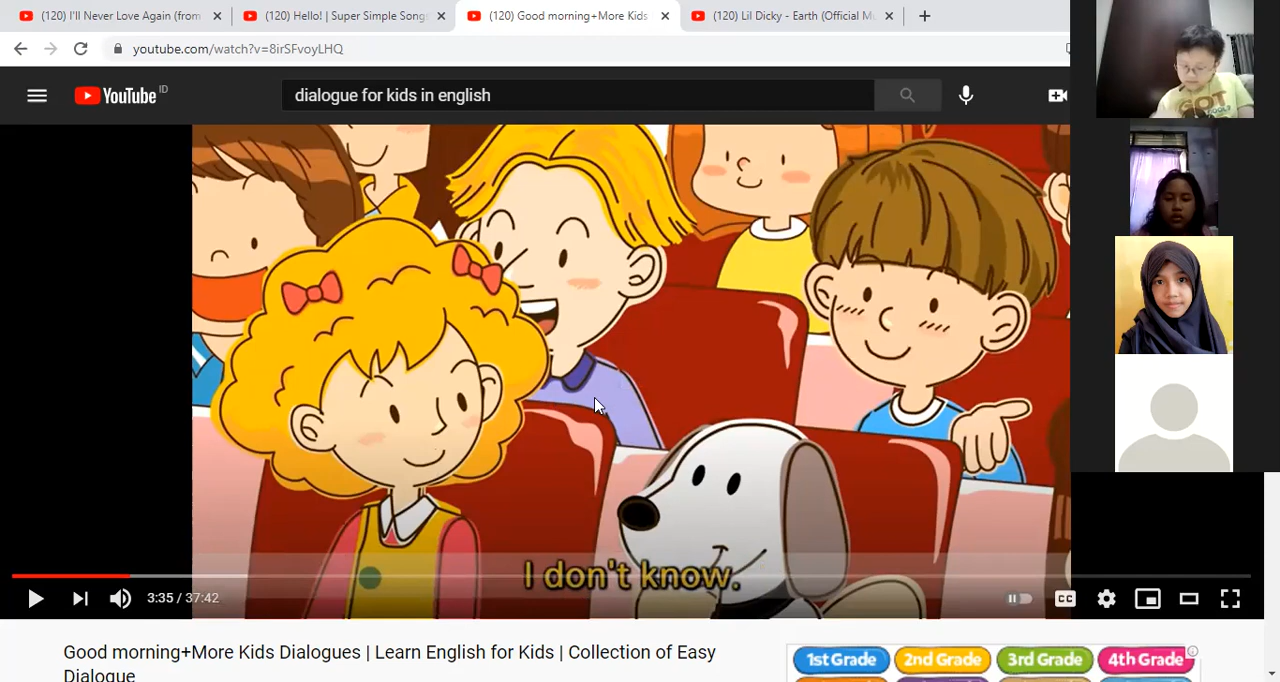 (120) I'll Never Love Again (from
(120) Hello! | Super Simple Song
(120) Good morning+More Kids
(120) Lil Dicky - Earth (Official M
youtube.com/watch?v=8irSFvoyLHQ
YouTube ID
dialogue for kids in english
GOT
I don't know.
3:35 / 37:42
CC
Good morning+More Kids Dialogues | Learn English for Kids | Collection of Easy
Dialogue
1st Grade 2nd Grade 3rd Grade 4th Grade